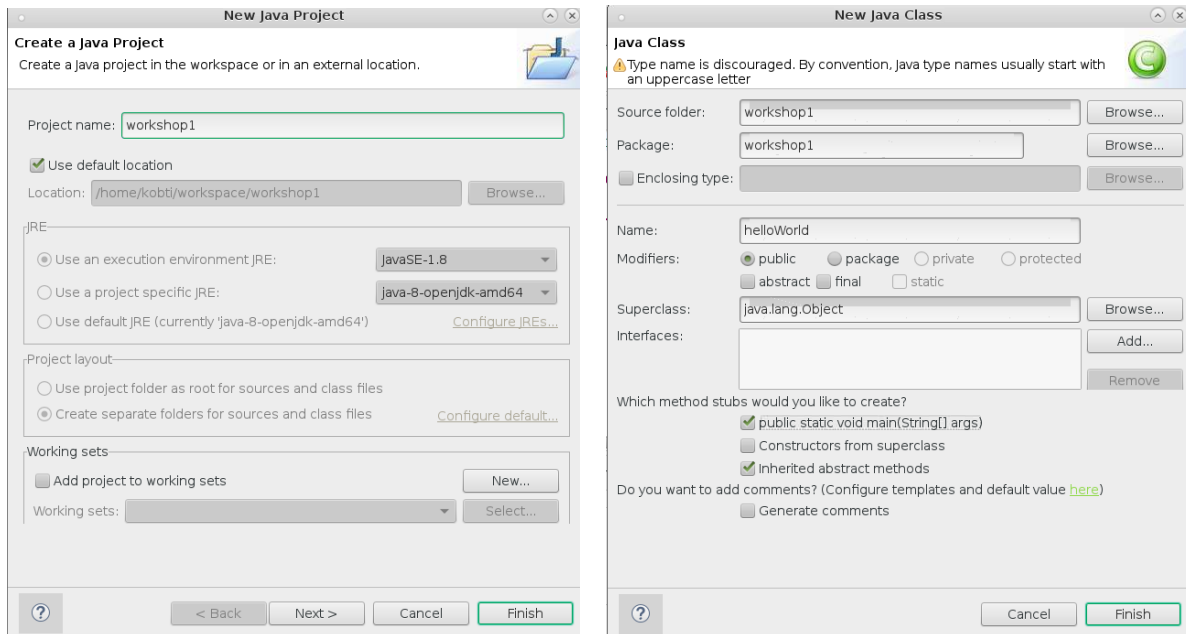 New Java Project
Create a Java Project
Create a Java project in the workspace or in an external location.
Project name: workshop1
Use default location
Location: /home/kobti/workspace/workshop1 Browse...
JRE
Use an execution environment JRE: JavaSE-1.8
Use a project specific JRE: java-8-openjdk-amd64
Use default JRE (currently 'java-8-openjdk-amd64') Configure JREs...
Project layout
Use project folder as root for sources and class files
Create separate folders for sources and class files Configure default...
Working sets
Add project to working sets New...
Working sets: Select...
? < Back Next > Cancel Finish
New Java Class
Java Class
Type name is discouraged. By convention, Java type names usually start with
an uppercase letter
Source folder: workshop1 Browse...
Package: workshop1 Browse...
Enclosing type: Browse...
Name: helloWorld
Modifiers: public package private protected
abstract final static
Superclass: java.lang.Object Browse...
Interfaces: Add...
Remove
Which method stubs would you like to create?
public static void main(String[] args)
Constructors from superclass
Inherited abstract methods
Do you want to add comments? (Configure templates and default value here)
Generate comments
? Cancel Finish